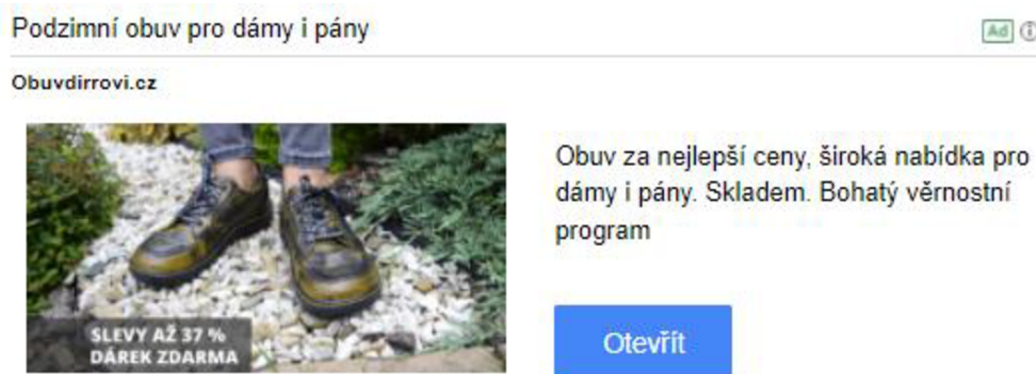 Podzimní obuv pro dámy i pány
Ad
Obuvdirrovi.cz
Obuv za nejlepší ceny, široká nabídka pro
dámy i pány. Skladem. Bohatý věrnostní
program
SLEVY AŽ 37 %
DÁREK ZDARMA
Otevřít